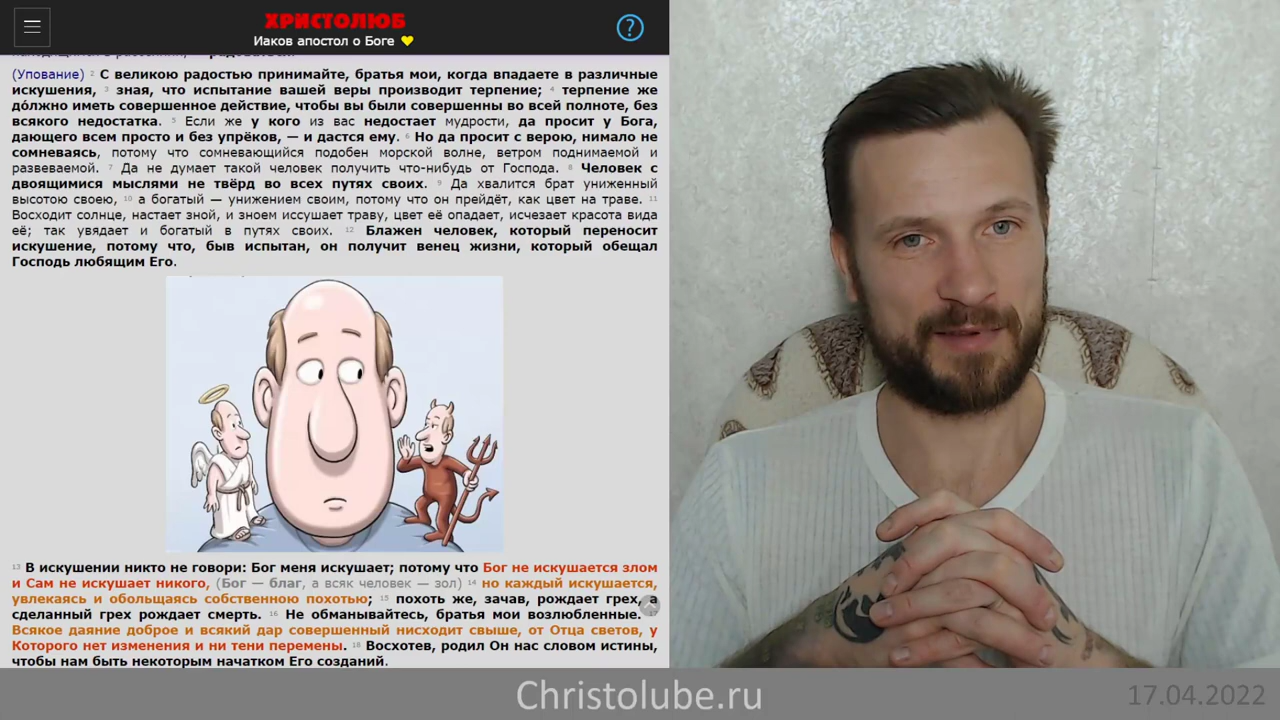 ХРИСТОЛЮБ
Иаков апостол о Боге
?
(Упование) 2 С великою радостью принимайте, братья мои, когда впадаете в различные
искушения, 3 зная, что испытание вашей веры производит терпение; 4 терпение же
до́лжно иметь совершенное действие, чтобы вы были совершенны во всей полноте, без
всякого недостатка. 5 Если же у кого из вас недостает мудрости, да просит у Бога,
дающего всем просто и без упрёков, — и дастся ему. 6 Но да просит с верою, нимало не
сомневаясь, потому что сомневающийся подобен морской волне, ветром поднимаемой и
развеваемой. 7 Да не думает такой человек получить что-нибудь от Господа. 8 Человек с
двоящимися мыслями не твёрд во всех путях своих. 9 Да хвалится брат униженный
высотою своею, 10 а богатый — унижением своим, потому что он прейдёт, как цвет на траве. 11
Восходит солнце, настает зной, и зноем иссушает траву, цвет её опадает, исчезает красота вида
её; так увядает и богатый в путях своих. 12 Блажен человек, который переносит
искушение, потому что, быв испытан, он получит венец жизни, который обещал
Господь любящим Его.
13 В искушении никто не говори: Бог меня искушает; потому что Бог не искушается злом
и Сам не искушает никого, (Бог — благ, а всяк человек — зол) 14 но каждый искушается,
увлекаясь и обольщаясь собственною похотью; 15 похоть же, зачав, рождает грех, а
сделанный грех рождает смерть. 16 Не обманывайтесь, братья мои возлюбленные. 17
Всякое даяние доброе и всякий дар совершенный нисходит свыше, от Отца светов, у
Которого нет изменения и ни тени перемены. 18 Восхотев, родил Он нас словом истины,
чтобы нам быть некоторым начатком Его созданий.
Christolube.ru
17.04.2022